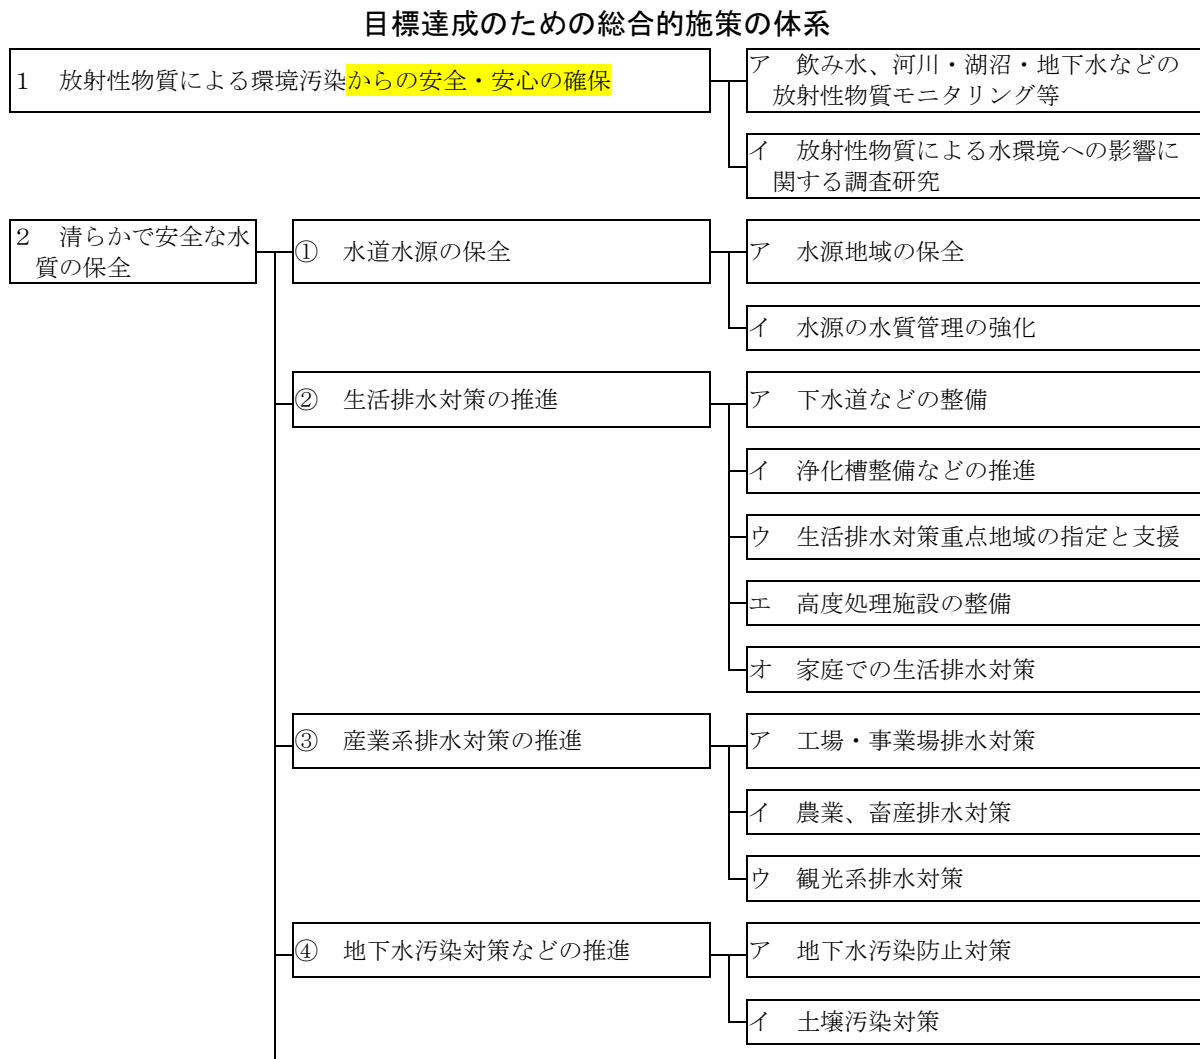 目標達成のための総合的施策の体系
１　放射性物質による環境汚染からの安全・安心の確保
ア　飲み水、河川・湖沼・地下水などの
放射性物質モニタリング等
イ　放射性物質による水環境への影響に
関する調査研究
２　清らかで安全な水
質の保全
①　水道水源の保全
ア　水源地域の保全
イ　水源の水質管理の強化
②　生活排水対策の推進
ア　下水道などの整備
イ　浄化槽整備などの推進
ウ　生活排水対策重点地域の指定と支援
エ　高度処理施設の整備
オ　家庭での生活排水対策
③　産業系排水対策の推進
ア　工場・事業場排水対策
イ　農業、畜産排水対策
ウ　観光系排水対策
④　地下水汚染対策などの推進
ア　地下水汚染防止対策
イ　土壌汚染対策